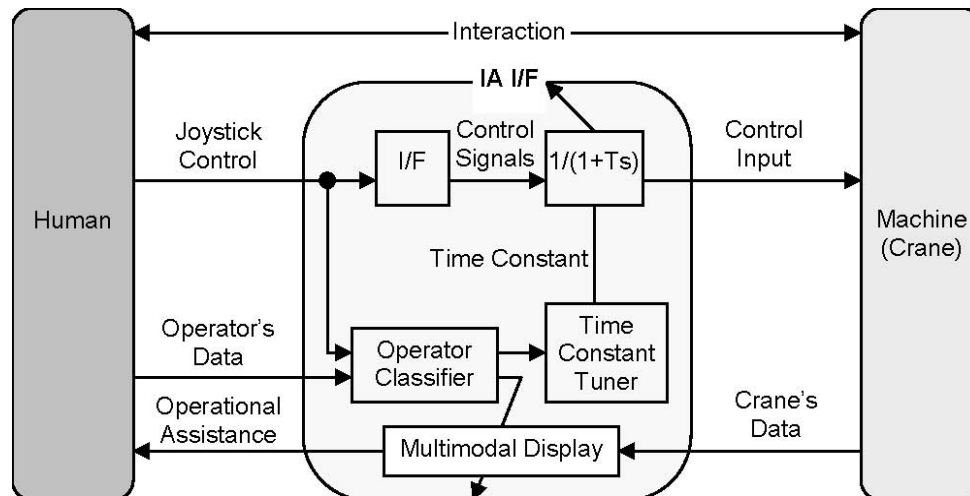 Interaction
IA I/F
Joystick
Control
I/F
Control
Signals
1/(1+Ts)
Control
Input
Human
Machine
(Crane)
Time Constant
Operator's
Data
Operator
Classifier
Time
Constant
Tuner
Operational
Assistance
Multimodal Display
Crane's
Data